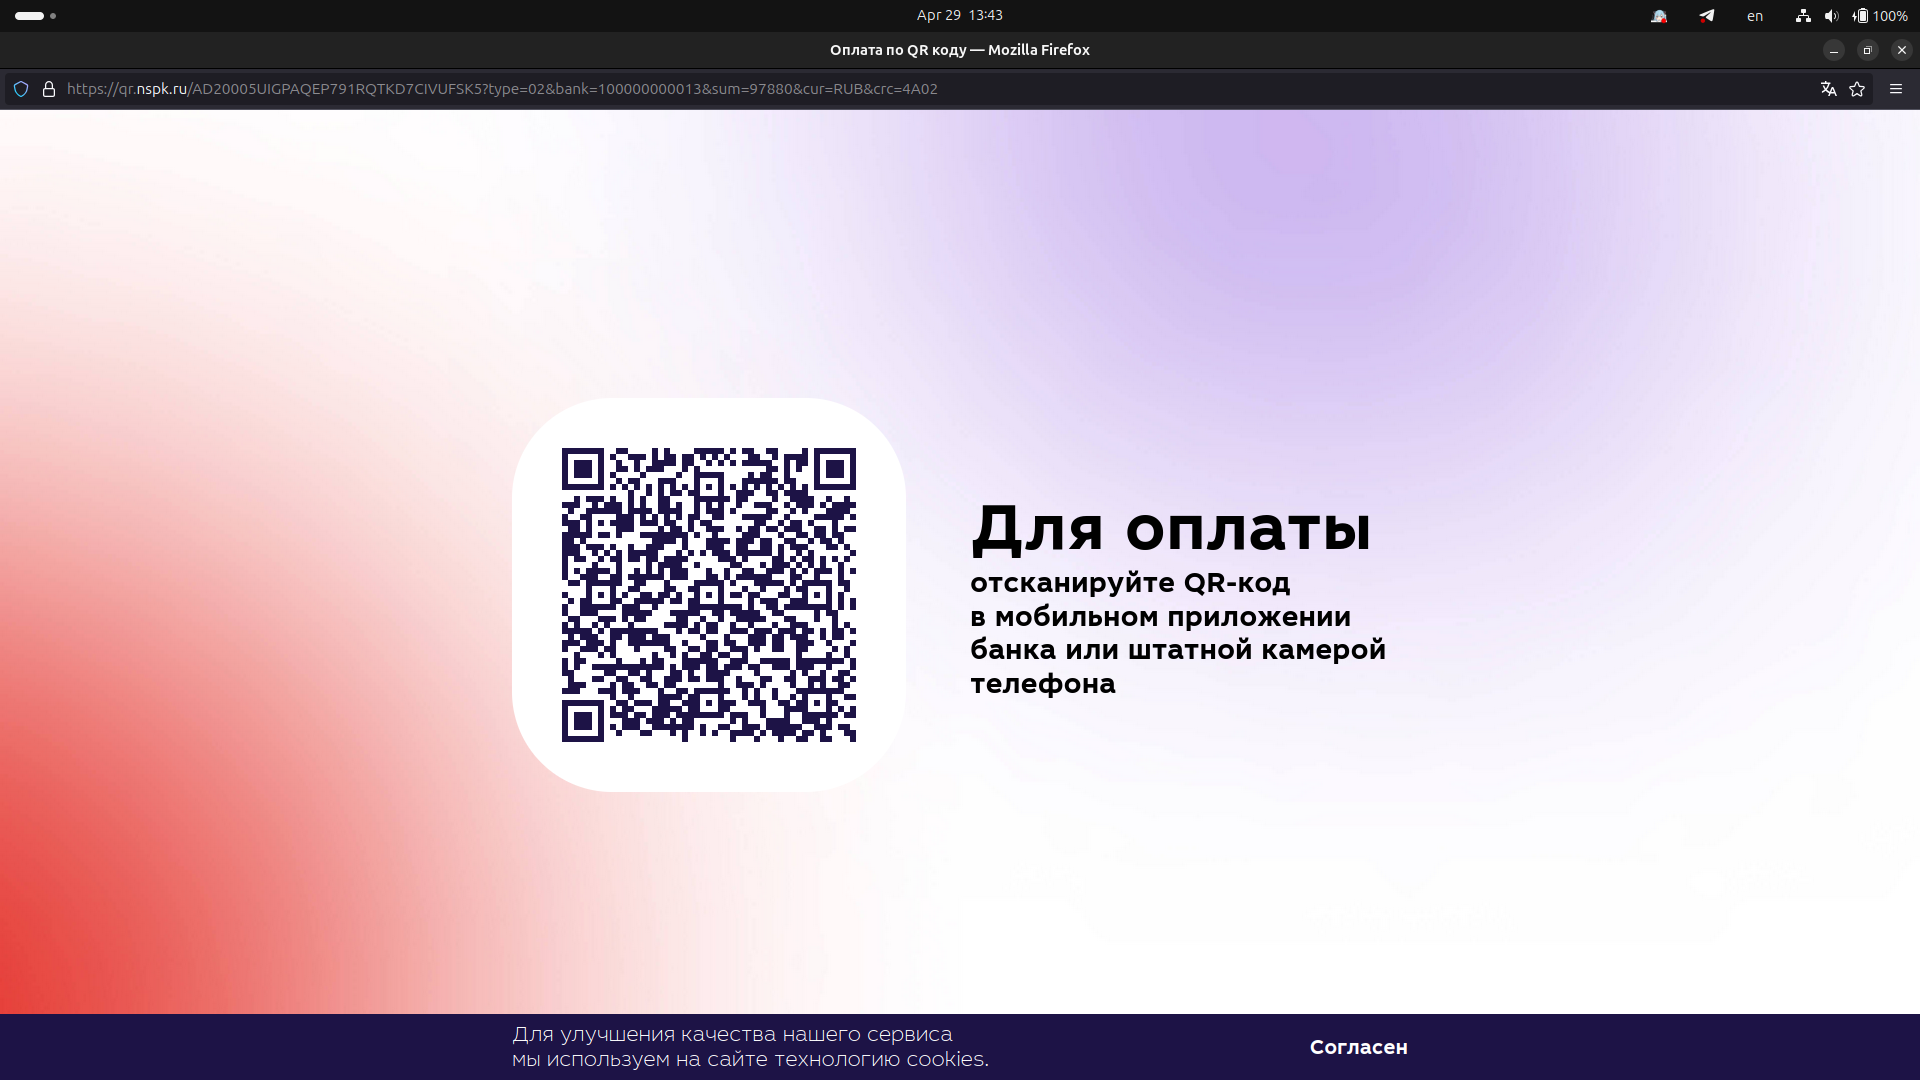 Apr 29 13:43
en
100%
Оплата по QR коду — Mozilla Firefox
https://qr.nspk.ru/AD20005UIGPAQEP791RQTKD7CIVUFSK5?type=02&bank=100000000013&sum=97880&cur=RUB&crc=4A02
Для оплаты
отсканируйте QR-код
в мобильном приложении
банка или штатной камерой
телефона
Для улучшения качества нашего сервиса
мы используем на сайте технологию cookies.
Согласен